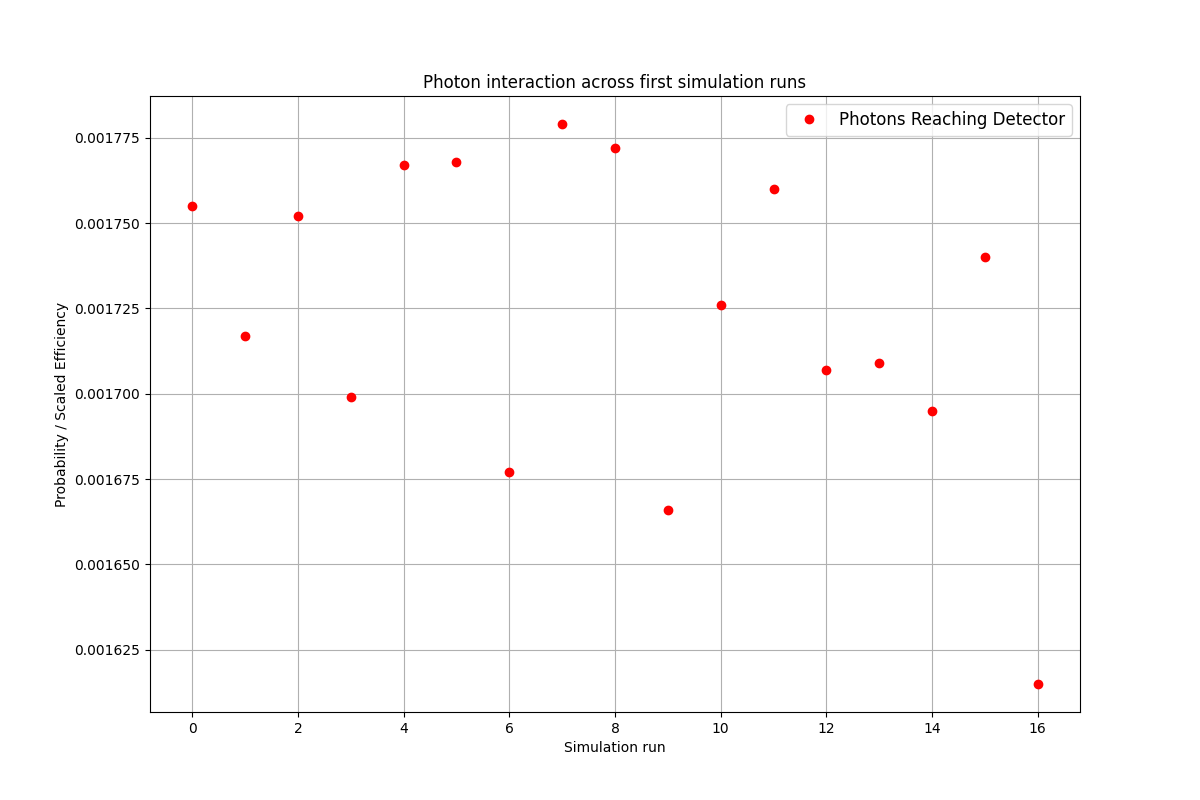 Photon interaction across first simulation runs
Photons Reaching Detector
Probability / Scaled Efficiency
0.001775
0.001750
0.001725
0.001700
0.001675
0.001650
0.001625
0 2 4 6 8 10 12 14 16
Simulation run